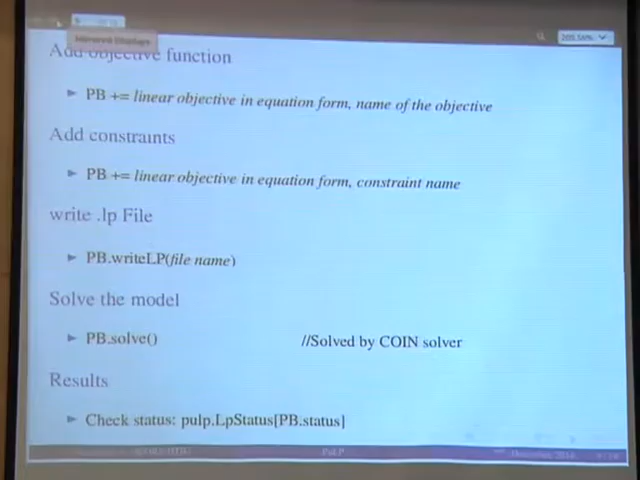 Add objective function
► PB += linear objective in equation form, name of the objective
Add constraints
► PB += linear objective in equation form, constraint name
write .lp File
► PB.writeLP(file name)
Solve the model
► PB.solve() //Solved by COIN solver
Results
► Check status: pulp.LpStatus[PB.status]
PuLP